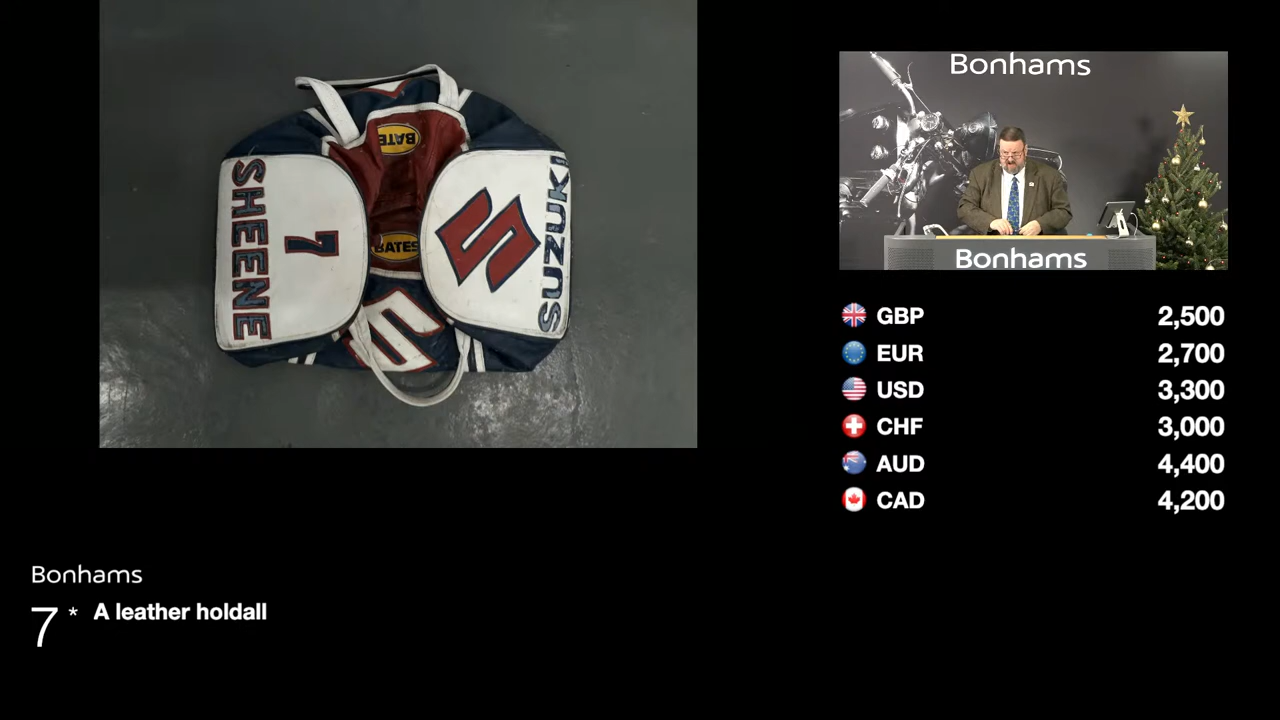 BATES
BATES
SHEENE
7
SUZUKI
Bonhams
Bonhams
GBP 2,500
EUR 2,700
USD 3,300
CHF 3,000
AUD 4,400
CAD 4,200
Bonhams
7 * A leather holdall